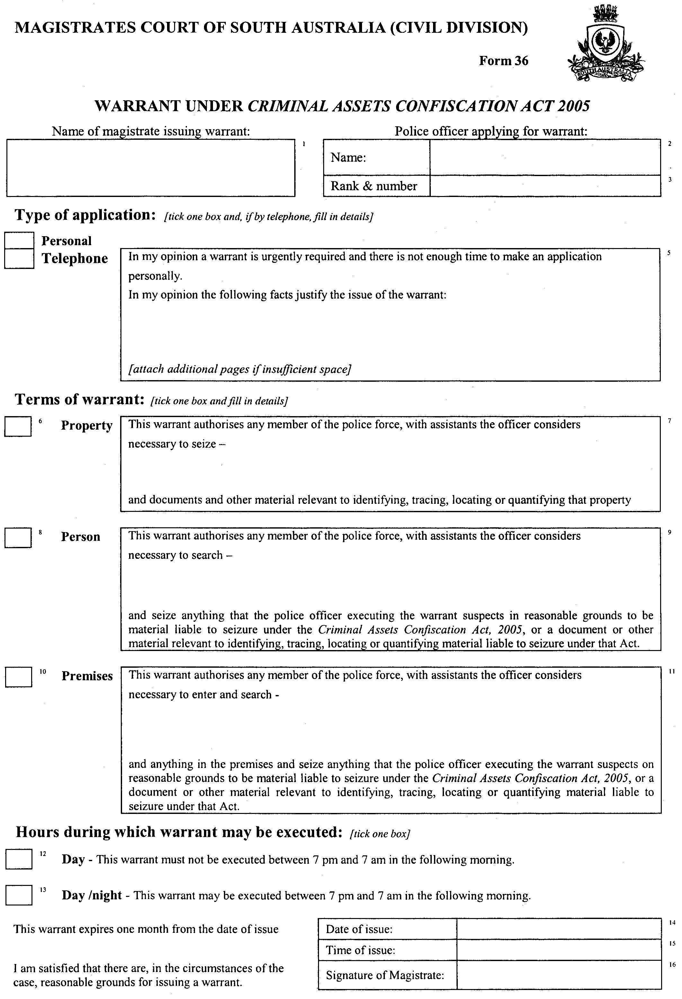 MAGISTRATES COURT OF SOUTH AUSTRALIA (CIVIL DIVISION)
Form 36
SOUTH AUSTRALIA
WARRANT UNDER CRIMINAL ASSETS CONFISCATION ACT 2005
Name of magistrate issuing warrant:
1
Police officer applying for warrant:
Name:
2
Rank & number
3
Type of application: [tick one box and, if by telephone, fill in details]
Personal
Telephone
In my opinion a warrant is urgently required and there is not enough time to make an application
5
personally.
In my opinion the following facts justify the issue of the warrant:
[attach additional pages if insufficient space]
Terms of warrant: [tick one box and fill in details]
6 Property
This warrant authorises any member of the police force, with assistants the officer considers
7
necessary to seize –
and documents and other material relevant to identifying, tracing, locating or quantifying that property
8 Person
This warrant authorises any member of the police force, with assistants the officer considers
9
necessary to search –
and seize anything that the police officer executing the warrant suspects in reasonable grounds to be
material liable to seizure under the Criminal Assets Confiscation Act, 2005, or a document or other
material relevant to identifying, tracing, locating or quantifying material liable to seizure under that Act.
10 Premises
This warrant authorises any member of the police force, with assistants the officer considers
11
necessary to enter and search -
and anything in the premises and seize anything that the police officer executing the warrant suspects on
reasonable grounds to be material liable to seizure under the Criminal Assets Confiscation Act, 2005, or a
document or other material relevant to identifying, tracing, locating or quantifying material liable to
seizure under that Act.
Hours during which warrant may be executed: [tick one box]
12 Day - This warrant must not be executed between 7 pm and 7 am in the following morning.
13 Day /night - This warrant may be executed between 7 pm and 7 am in the following morning.
This warrant expires one month from the date of issue
I am satisfied that there are, in the circumstances of the
case, reasonable grounds for issuing a warrant.
Date of issue:
14
Time of issue:
15
Signature of Magistrate:
16